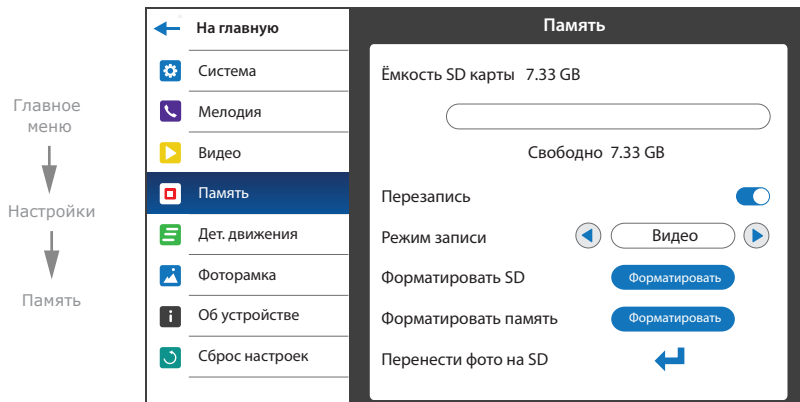 Главное
меню
Настройки
Память
На главную
Система
Мелодия
Видео
Память
Дет. движения
Фоторамка
Об устройстве
Сброс настроек
Память
Ёмкость SD карты 7.33 GB
Свободно 7.33 GB
Перезапись
Режим записи Видео
Форматировать SD Форматировать
Форматировать память Форматировать
Перенести фото на SD